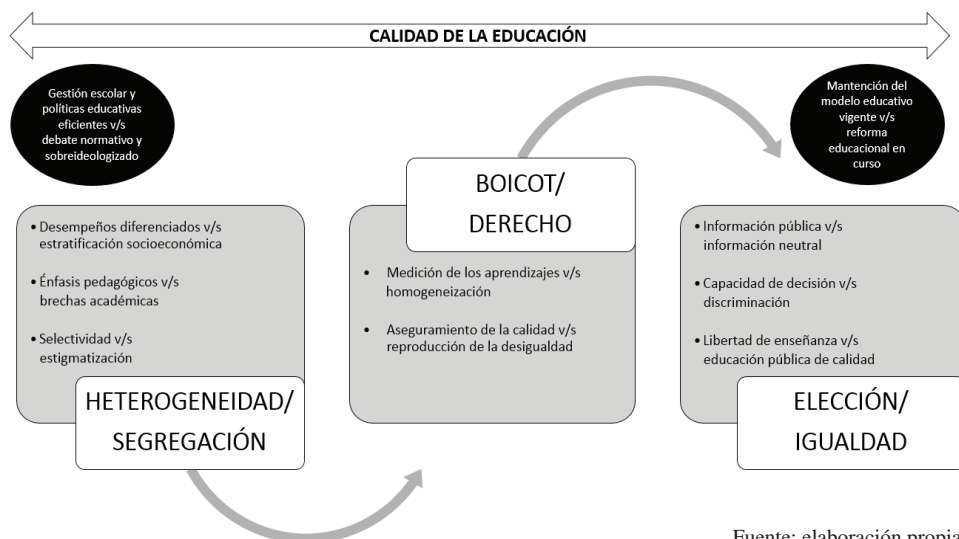 CALIDAD DE LA EDUCACIÓN
Gestión escolar y
políticas educativas
eficientes v/s
debate normativo y
sobreideologizado
Mantención del
modelo educativo
vigente v/s
reforma
educacional en
curso
• Desempeños diferenciados v/s
estratificación socioeconómica
• Énfasis pedagógicos v/s
brechas académicas
• Selectividad v/s
estigmatización
HETEROGENEIDAD/
SEGREGACIÓN
BOICOT/
DERECHO
• Medición de los aprendizajes v/s
homogeneización
• Aseguramiento de la calidad v/s
reproducción de la desigualdad
• Información pública v/s
información neutral
• Capacidad de decisión v/s
discriminación
• Libertad de enseñanza v/s
educación pública de calidad
ELECCIÓN/
IGUALDAD
Fuente: elaboración propia